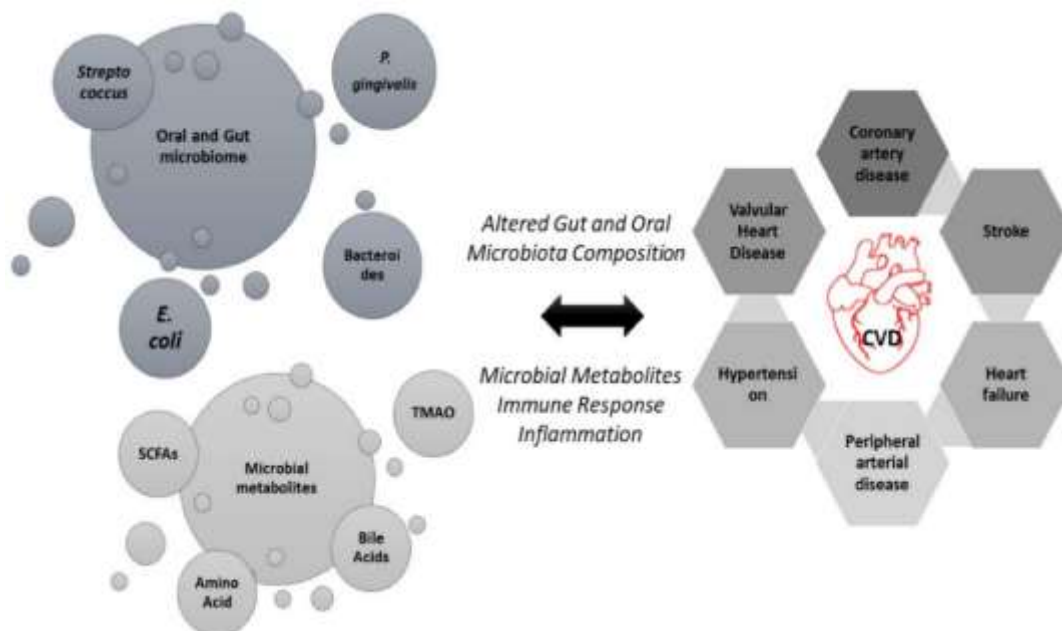 Strepto
coccus
P.
gingivalis
Oral and Gut
microbiome
Bacteroi
des
E.
coli
SCFAs
TMAO
Microbial
metabolites
Bile
Acids
Amino
Acid
Altered Gut and Oral
Microbiota Composition
Microbial Metabolites
Immune Response
Inflammation
Coronary
artery
disease
Valvular
Heart
Disease
Stroke
CVD
Hypertensi
on
Heart
failure
Peripheral
arterial
disease